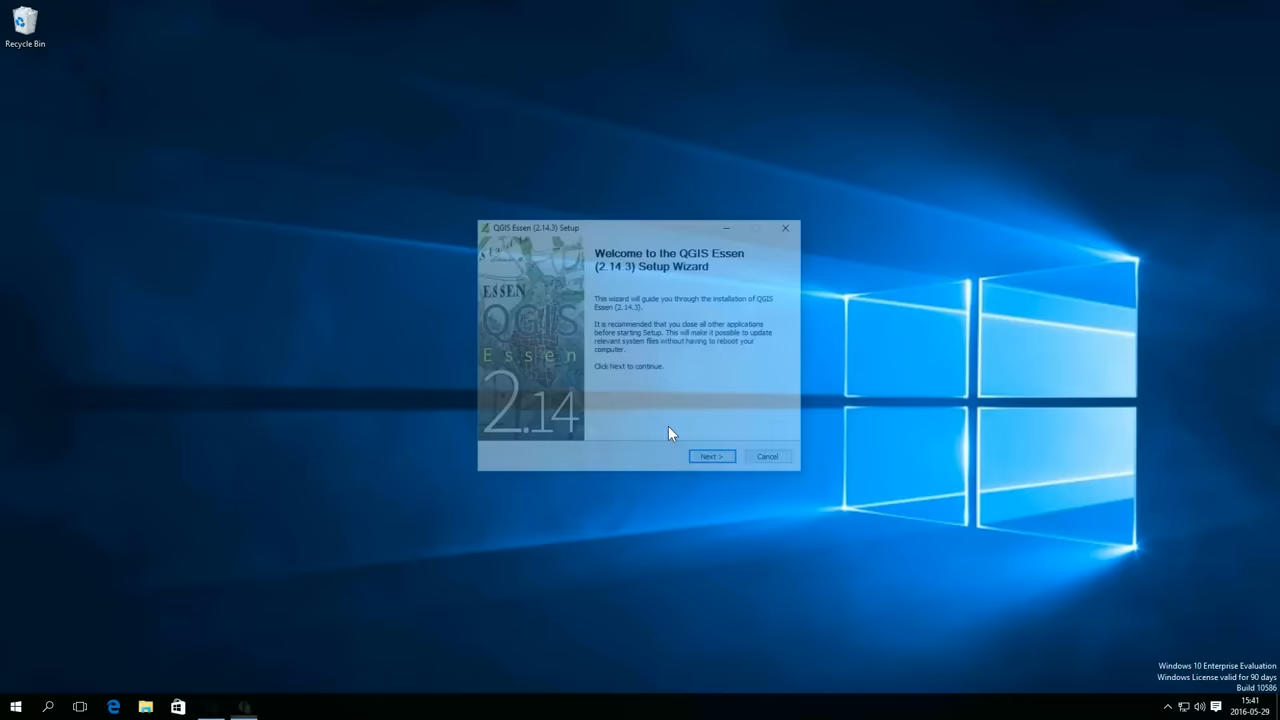 Recycle Bin
QGIS Essen (2.14.3) Setup
ESSEN
QGIS
Essen
2.14
Welcome to the QGIS Essen
(2.14.3) Setup Wizard
This wizard will guide you through the installation of QGIS
Essen (2.14.3).
It is recommended that you close all other applications
before starting Setup. This will make it possible to update
relevant system files without having to reboot your
computer.
Click Next to continue.
Next >
Cancel
Windows 10 Enterprise Evaluation
Windows License valid for 90 days
Build 10586
15:41
2016-05-29